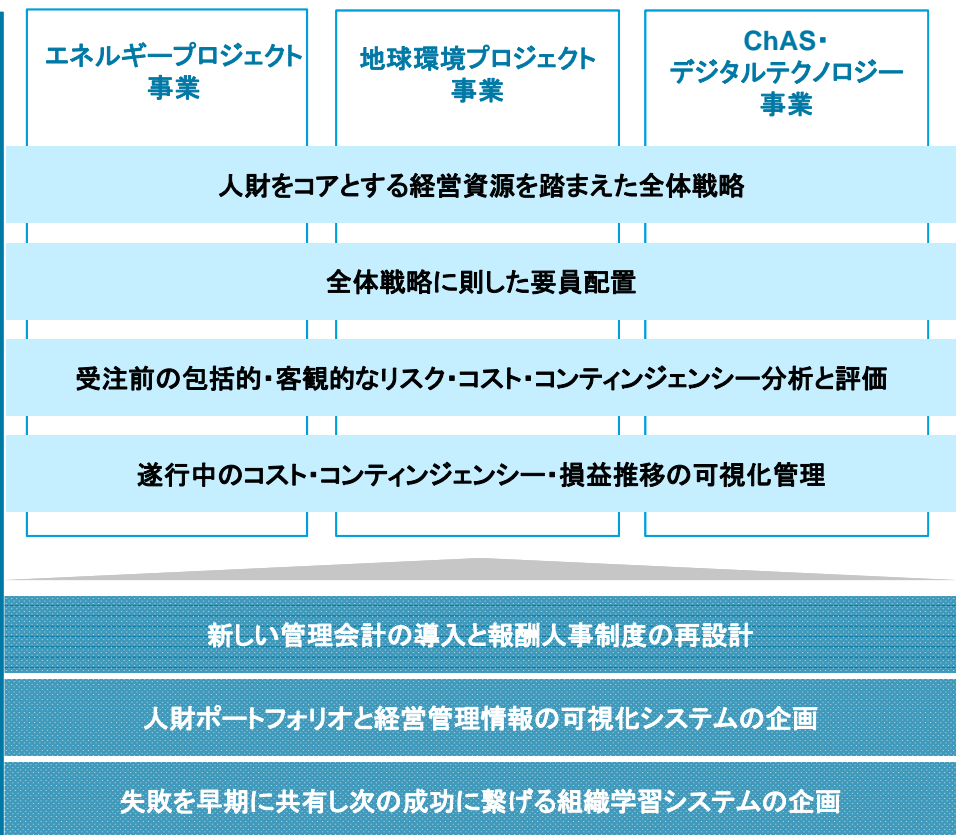 エネルギープロジェクト
事業
地球環境プロジェクト
事業
ChAS・
デジタルテクノロジー
事業
人財をコアとする経営資源を踏まえた全体戦略
全体戦略に則した要員配置
受注前の包括的・客観的なリスク・コスト・コンティンジェンシー分析と評価
遂行中のコスト・コンティンジェンシー・損益推移の可視化管理
新しい管理会計の導入と報酬人事制度の再設計
人財ポートフォリオと経営管理情報の可視化システムの企画
失敗を早期に共有し次の成功に繋げる組織学習システムの企画